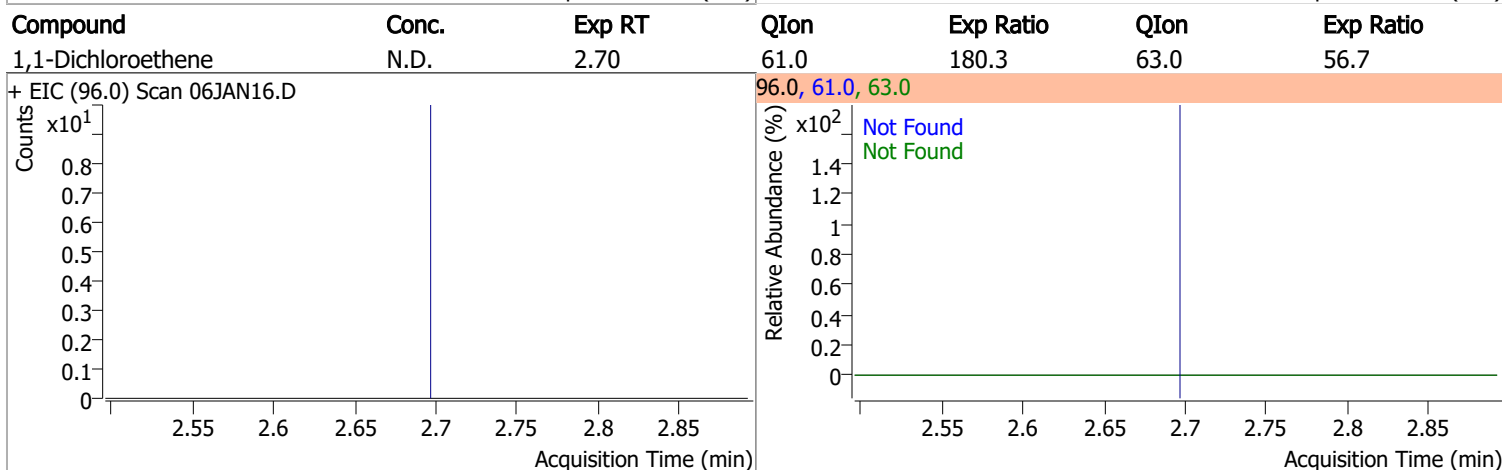 (min)
(min)
Compound Conc. Exp RT QIon Exp Ratio QIon Exp Ratio
1,1-Dichloroethene N.D. 2.70 61.0 180.3 63.0 56.7
+ EIC (96.0) Scan 06JAN16.D
Counts
x10¹
0.8
0.7
0.6
0.5
0.4
0.3
0.2
0.1
0
2.55 2.6 2.65 2.7 2.75 2.8 2.85
Acquisition Time (min)
96.0, 61.0, 63.0
Relative Abundance (%)
x10²
Not Found
Not Found
1.4
1.2
1
0.8
0.6
0.4
0.2
0
2.55 2.6 2.65 2.7 2.75 2.8 2.85
Acquisition Time (min)